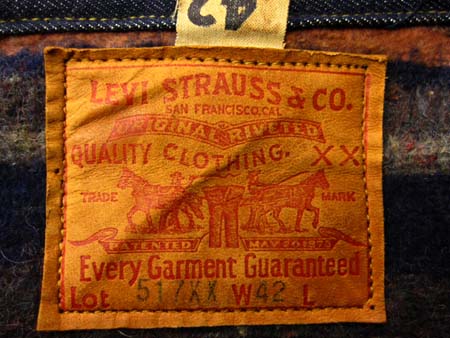 42
LEVI STRAUSS & CO.
SAN FRANCISCO, CAL.
ORIGINAL RIVETED
QUALITY CLOTHING. XX
TRADE MARK
PATENTED MAY 20 1873
Every Garment Guaranteed
Lot 517XX W 42 L